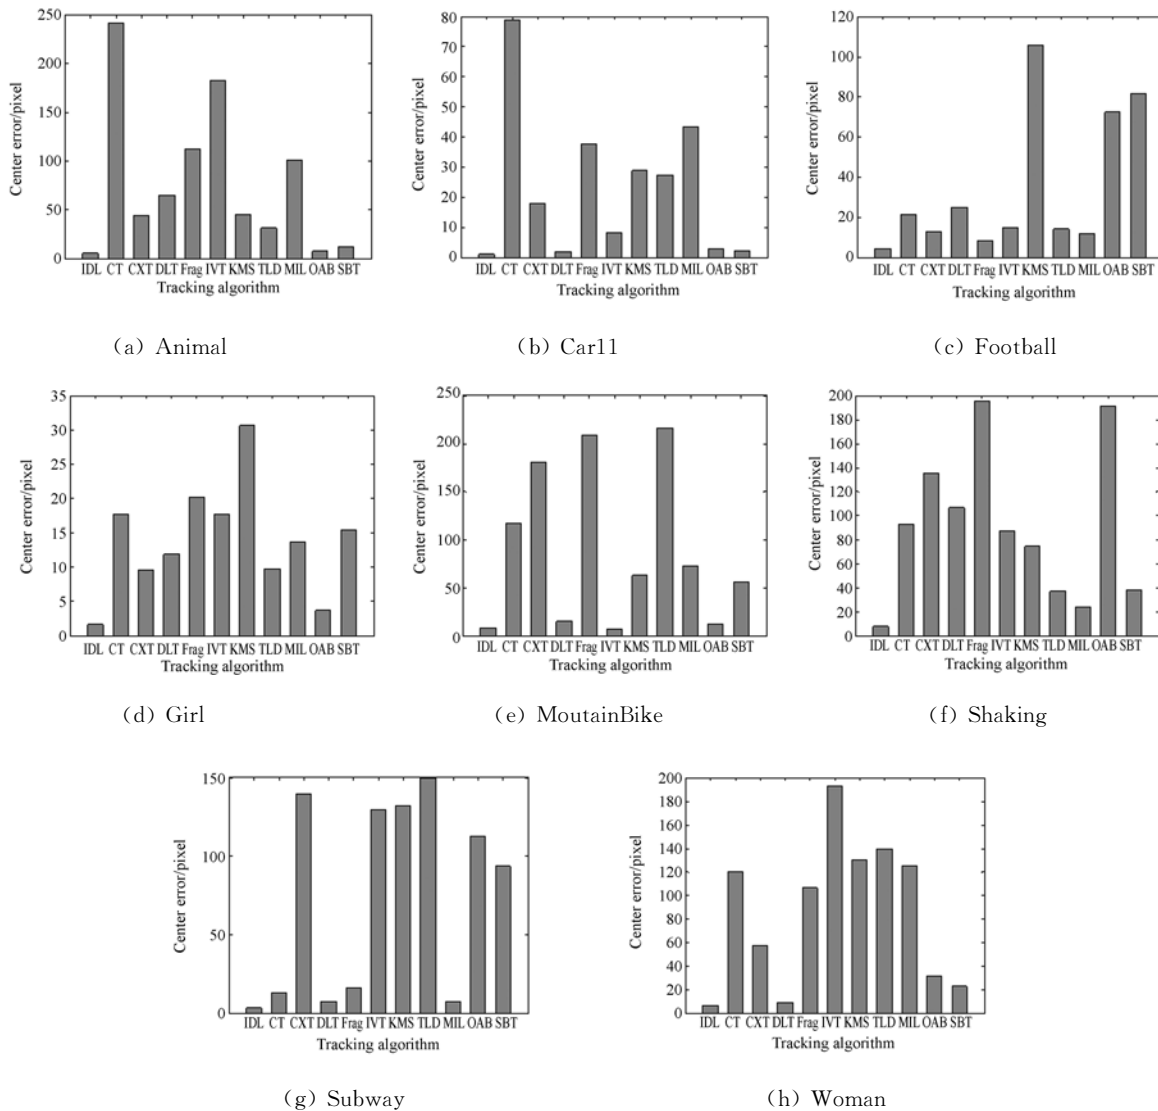 250
200
150
100
50
0
Center error/pixel
IDL CT CXT DLT Frag IVT KMS TLD MIL OAB SBT
Tracking algorithm
(a) Animal
80
70
60
50
40
30
20
10
0
Center error/pixel
IDL CT CXT DLT Frag IVT KMS TLD MIL OAB SBT
Tracking algorithm
(b) Car11
120
100
80
60
40
20
0
Center error/pixel
IDL CT CXT DLT Frag IVT KMS TLD MIL OAB SBT
Tracking algorithm
(c) Football
35
30
25
20
15
10
5
0
Center error/pixel
IDL CT CXT DLT Frag IVT KMS TLD MIL OAB SBT
Tracking algorithm
(d) Girl
250
200
150
100
50
0
Center error/pixel
IDL CT CXT DLT Frag IVT KMS TLD MIL OAB SBT
Tracking algorithm
(e) MoutainBike
200
180
160
140
120
100
80
60
40
20
0
Center error/pixel
IDL CT CXT DLT Frag IVT KMS TLD MIL OAB SBT
Tracking algorithm
(f) Shaking
150
100
50
0
Center error/pixel
IDL CT CXT DLT Frag IVT KMS TLD MIL OAB SBT
Tracking algorithm
(g) Subway
200
180
160
140
120
100
80
60
40
20
0
Center error/pixel
IDL CT CXT DLT Frag IVT KMS TLD MIL OAB SBT
Tracking algorithm
(h) Woman